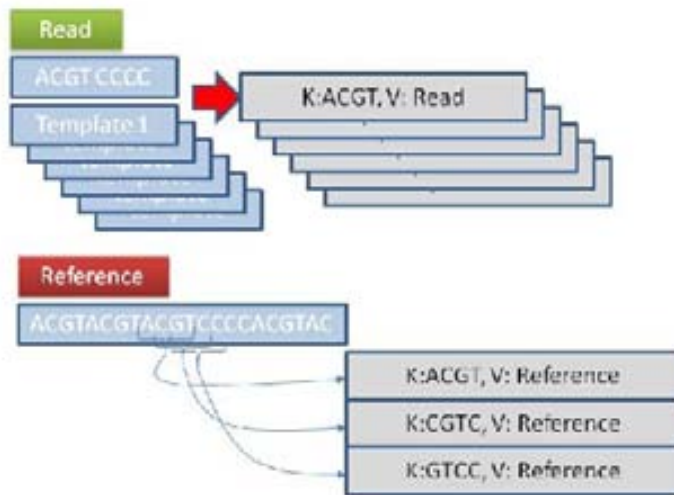 Read
ACGT CCCC
K:ACGT, V: Read
Template 1
Reference
ACGTACGTACGTCCCCACGTAC
K:ACGT, V: Reference
K:CGTC, V: Reference
K:GTCC, V: Reference